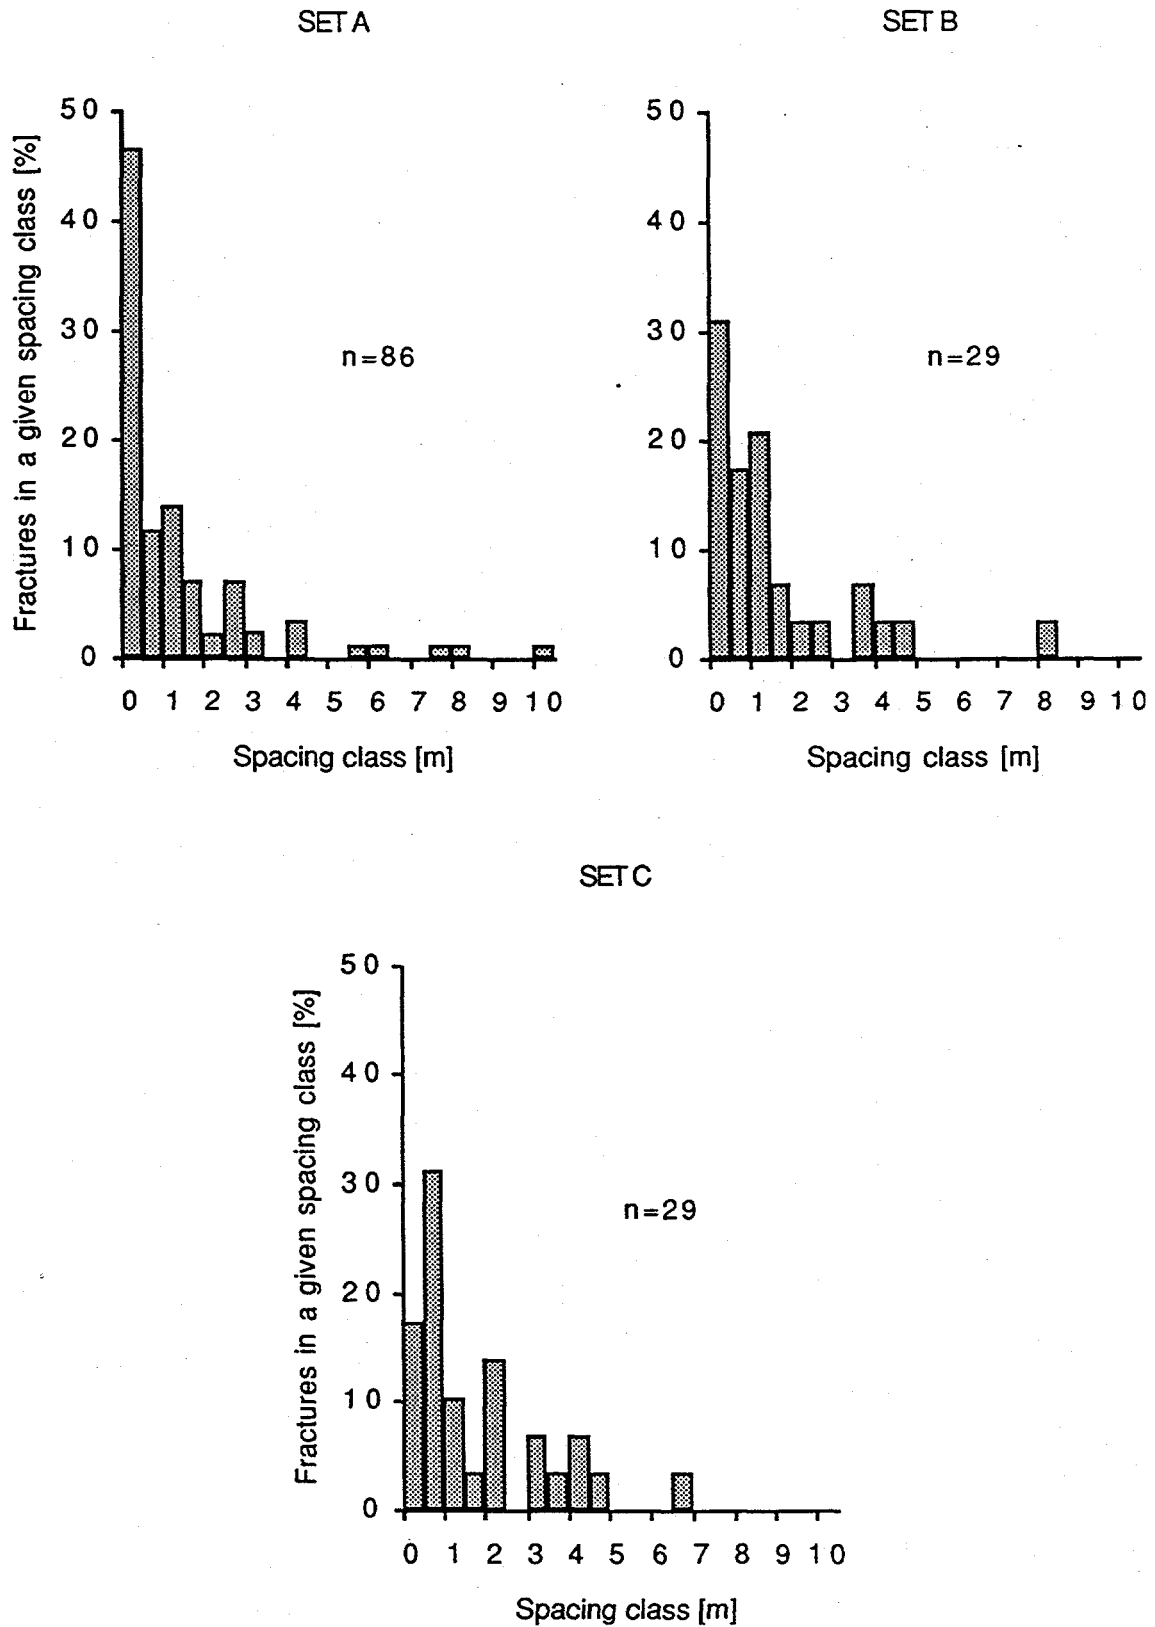 SET A
Fractures in a given spacing class [%]
50
40
30
20
10
0
n=86
0 1 2 3 4 5 6 7 8 9 10
Spacing class [m]
SET B
50
40
30
20
10
0
n=29
0 1 2 3 4 5 6 7 8 9 10
Spacing class [m]
SET C
Fractures in a given spacing class [%]
50
40
30
20
10
0
n=29
0 1 2 3 4 5 6 7 8 9 10
Spacing class [m]